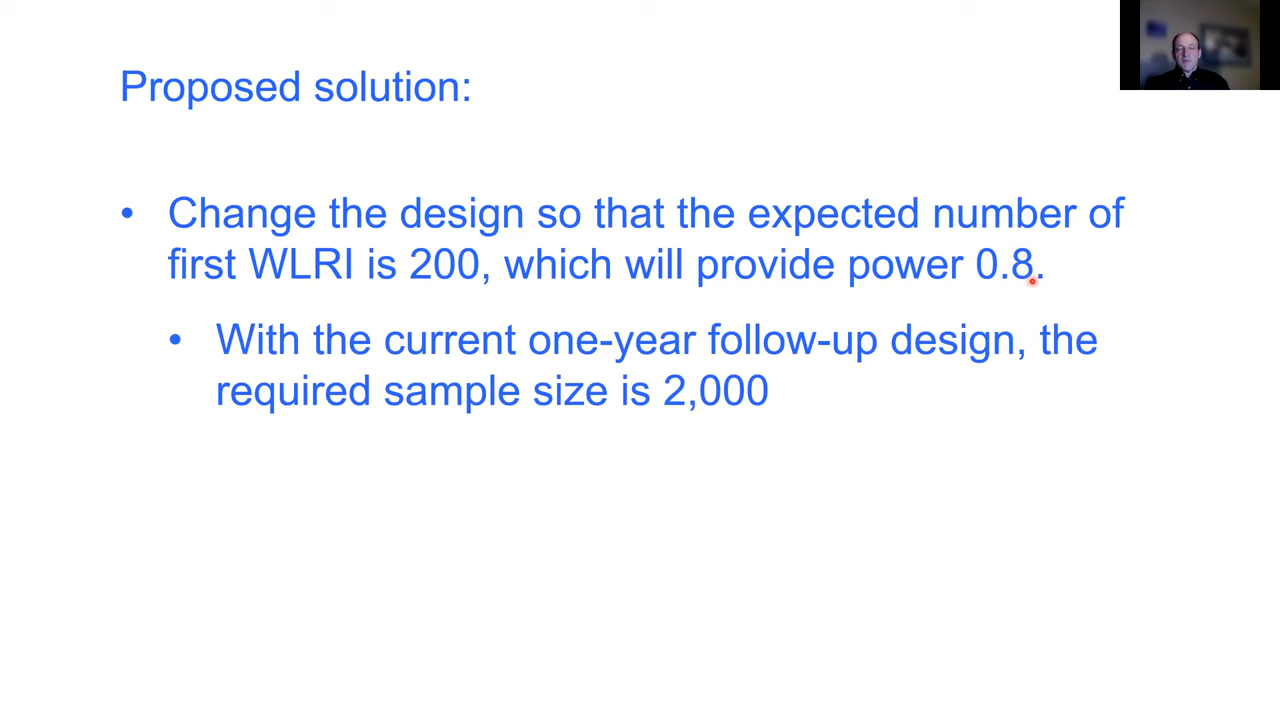 Proposed solution:
• Change the design so that the expected number of
first WLRI is 200, which will provide power 0.8.
• With the current one-year follow-up design, the
required sample size is 2,000